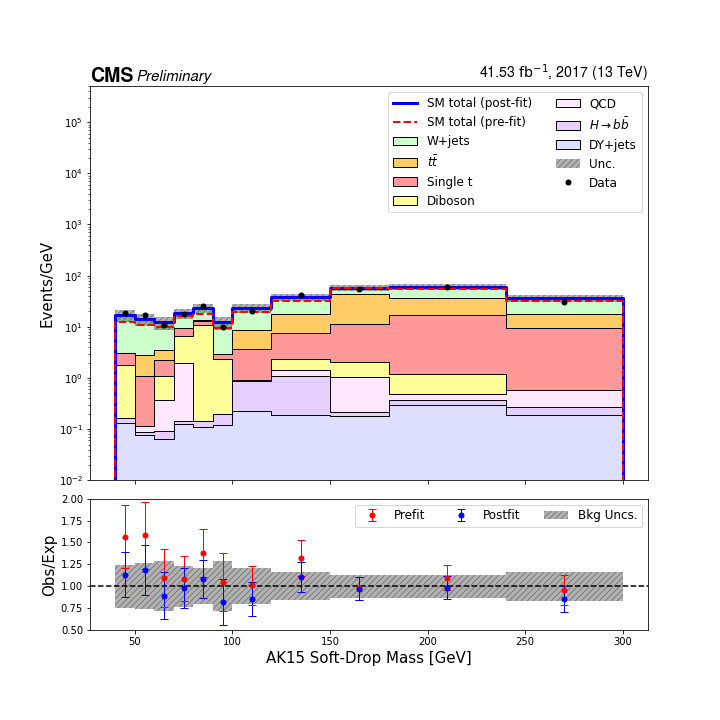 CMS Preliminary
41.53 fb⁻¹, 2017 (13 TeV)
SM total (post-fit)
SM total (pre-fit)
W+jets
tt̄
Single t
Diboson
QCD
H→bb̄
DY+jets
Unc.
Data
Events/GeV
10⁵
10⁴
10³
10²
10¹
10⁰
10⁻¹
10⁻²
Prefit
Postfit
Bkg Uncs.
Obs/Exp
2.00
1.75
1.50
1.25
1.00
0.75
0.50
50 100 150 200 250 300
AK15 Soft-Drop Mass [GeV]